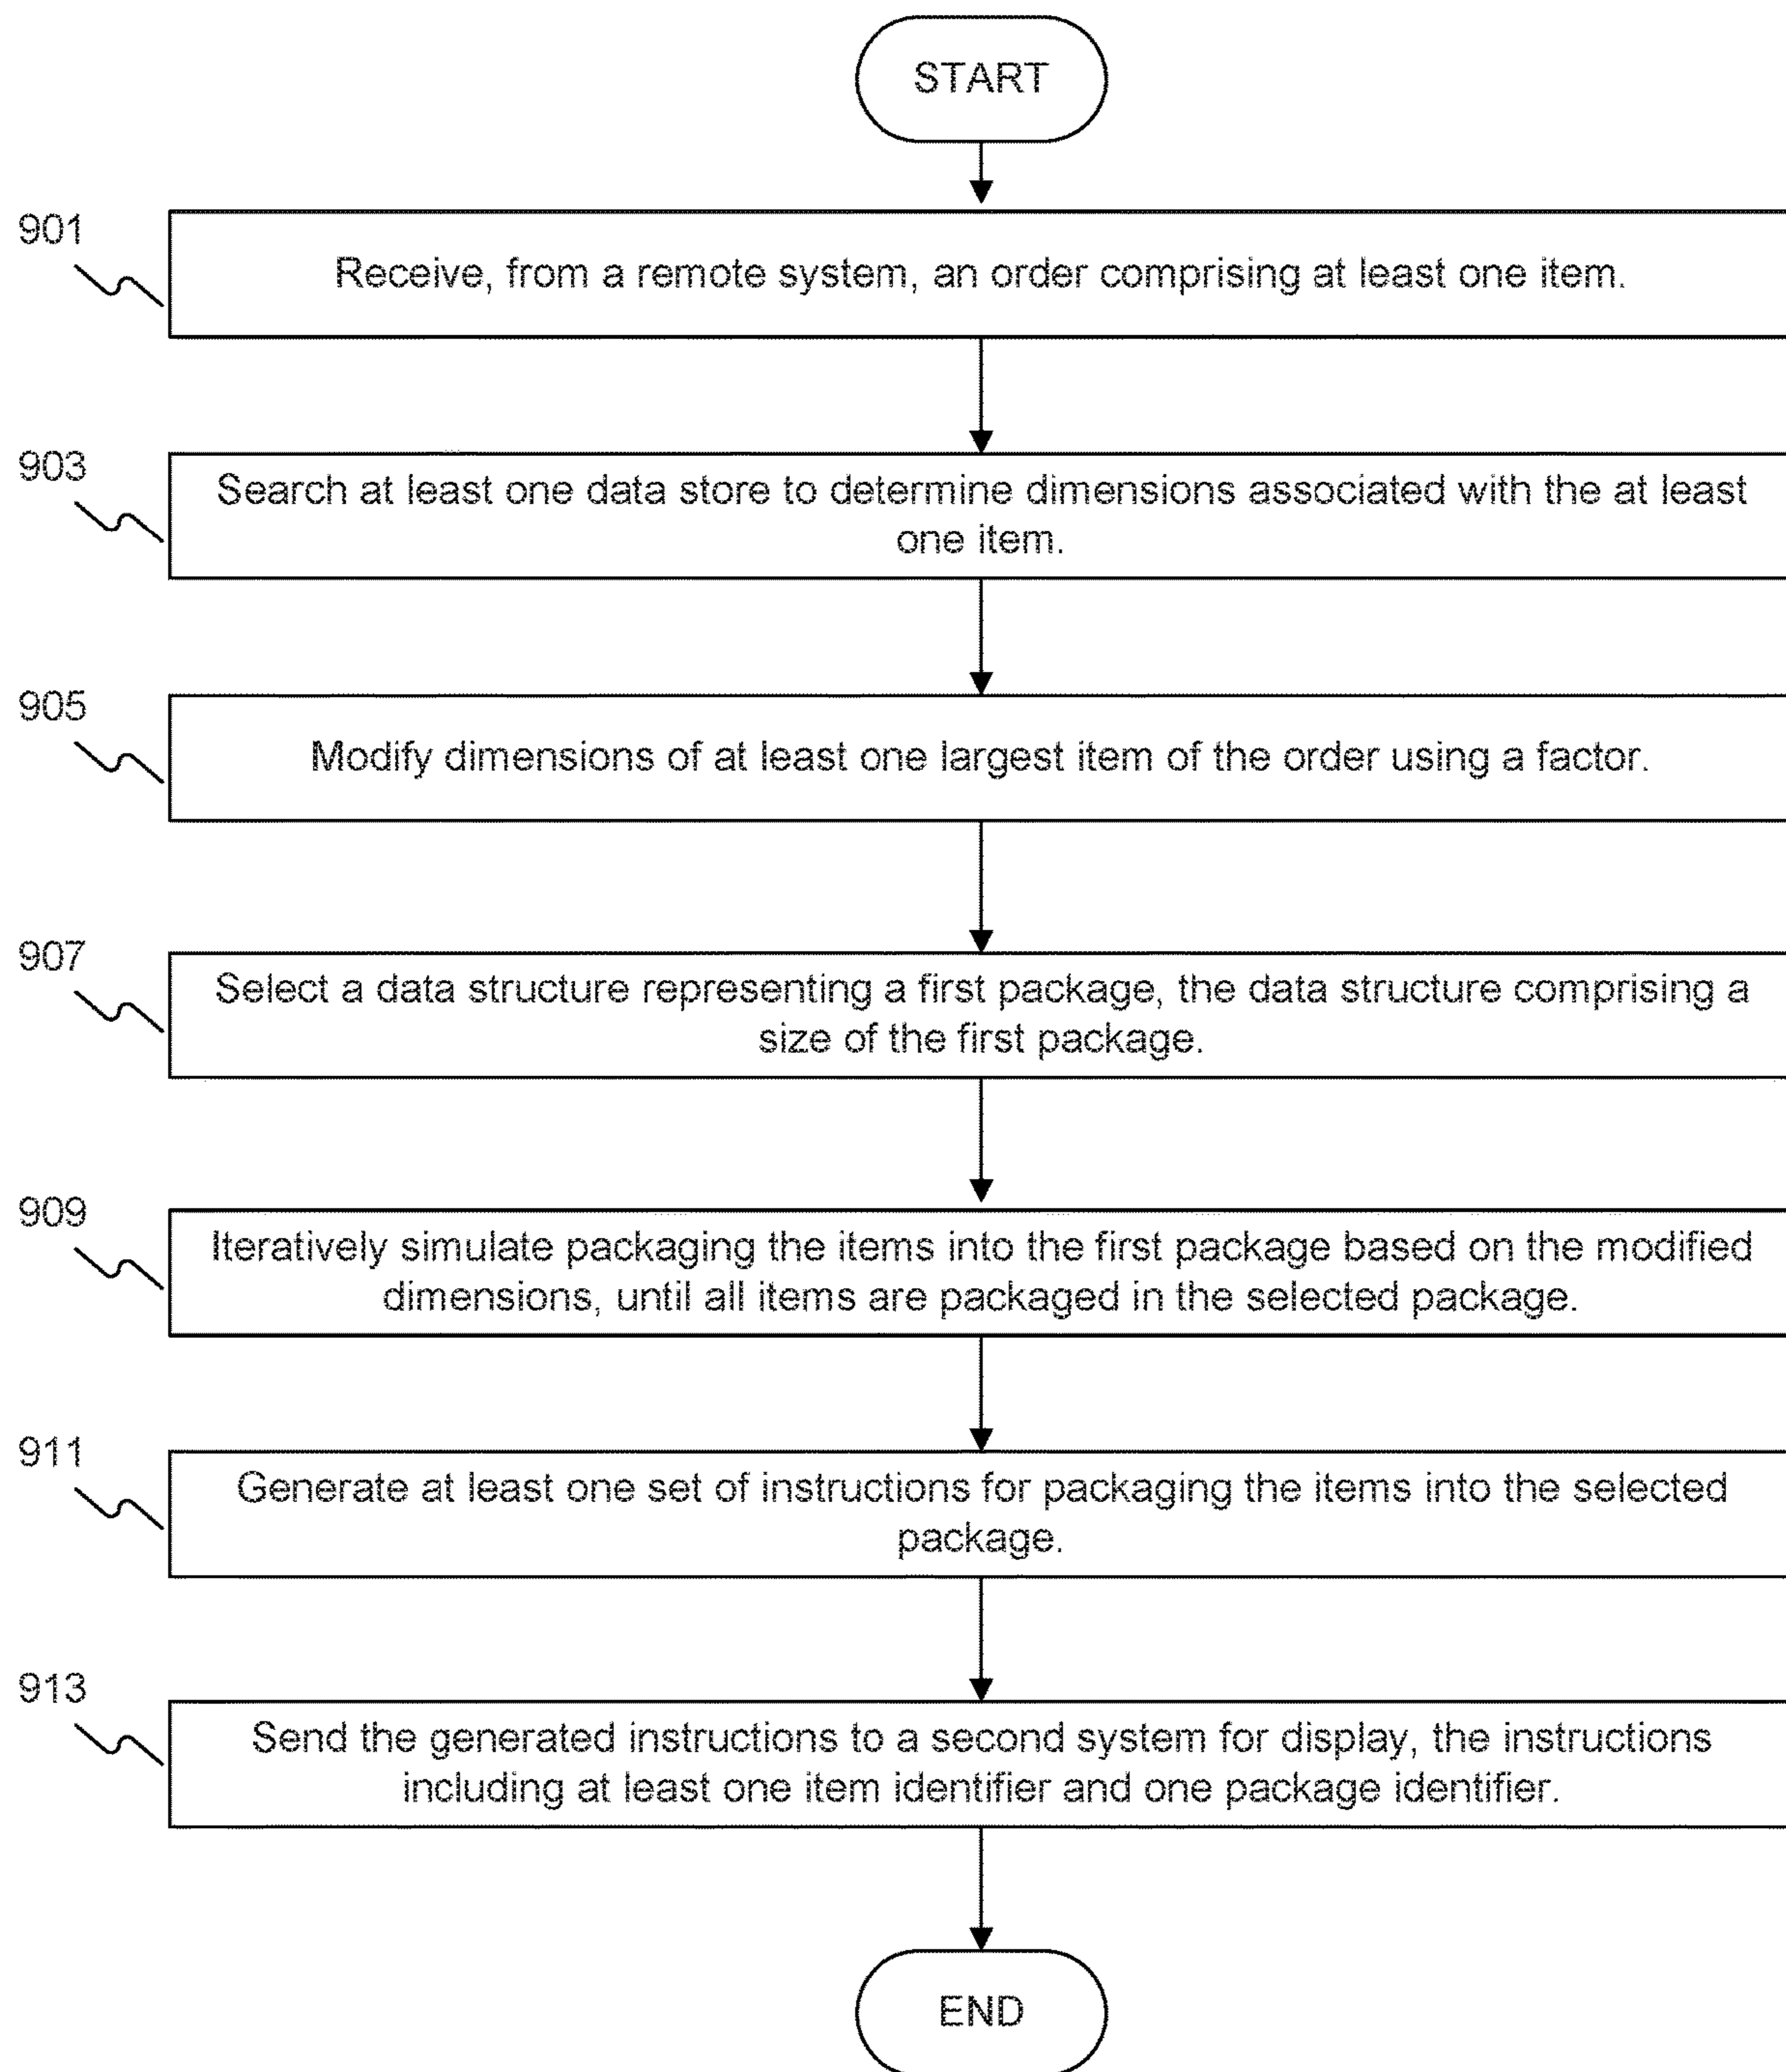 START
901
Receive, from a remote system, an order comprising at least one item.
903
Search at least one data store to determine dimensions associated with the at least
one item.
905
Modify dimensions of at least one largest item of the order using a factor.
907
Select a data structure representing a first package, the data structure comprising a
size of the first package.
909
Iteratively simulate packaging the items into the first package based on the modified
dimensions, until all items are packaged in the selected package.
911
Generate at least one set of instructions for packaging the items into the selected
package.
913
Send the generated instructions to a second system for display, the instructions
including at least one item identifier and one package identifier.
END